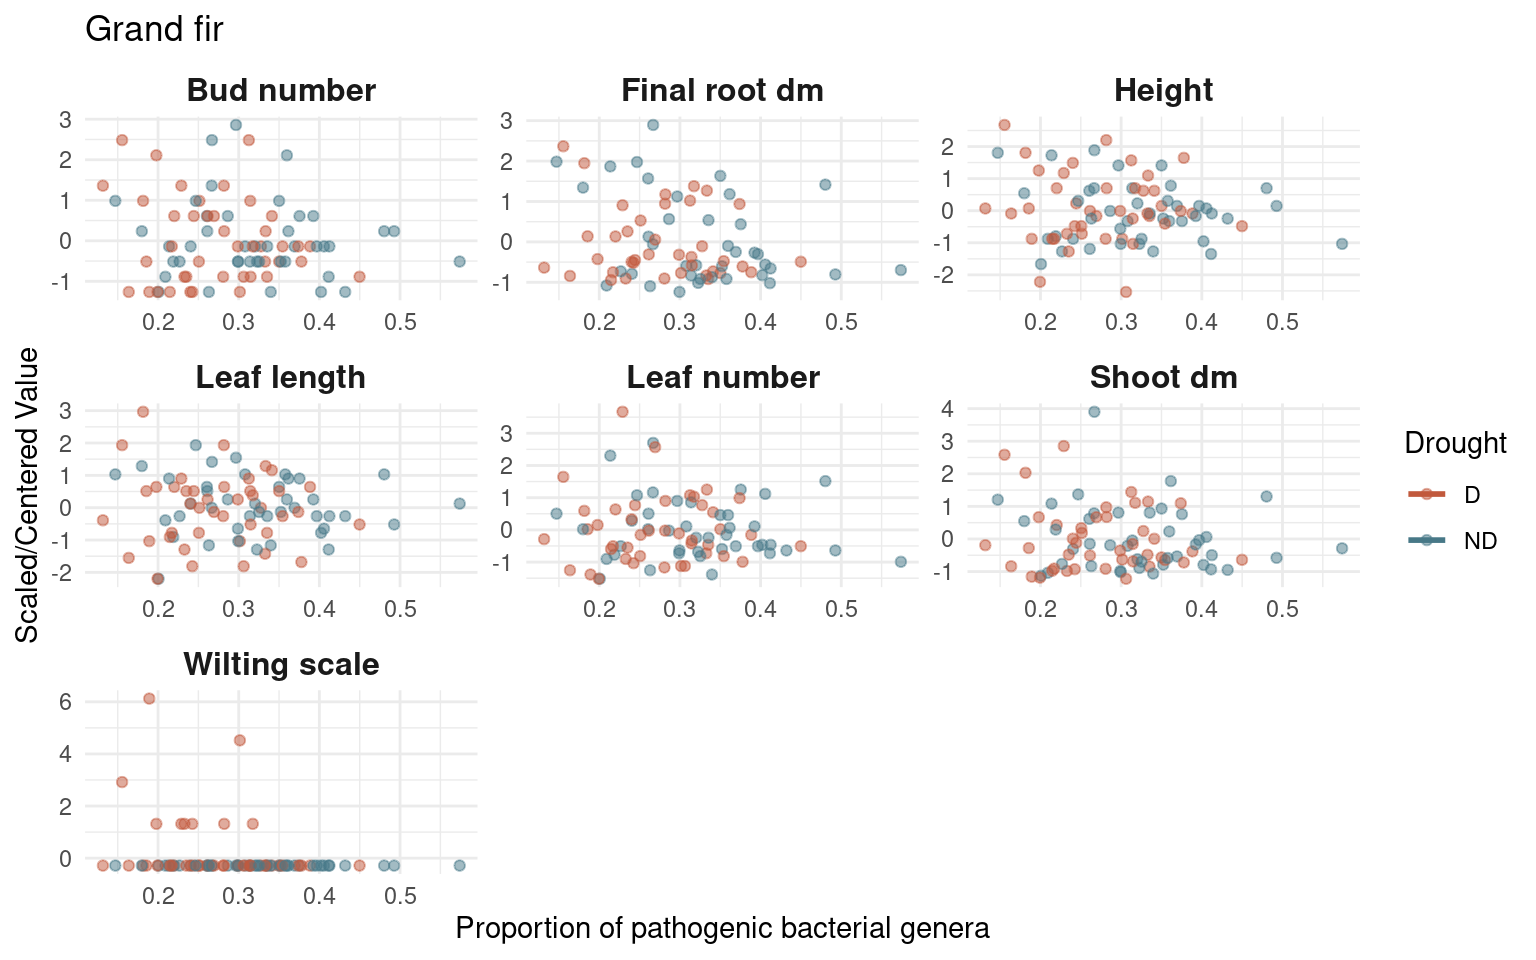 Grand fir
Bud number
Final root dm
Height
3
2
1
0
-1
0.2 0.3 0.4 0.5
3
2
1
0
-1
0.2 0.3 0.4 0.5
2
1
0
-1
-2
0.2 0.3 0.4 0.5
Scaled/Centered Value
Leaf length
Leaf number
Shoot dm
3
2
1
0
-1
-2
0.2 0.3 0.4 0.5
3
2
1
0
-1
0.2 0.3 0.4 0.5
4
3
2
1
0
-1
0.2 0.3 0.4 0.5
Drought
D
ND
Wilting scale
6
4
2
0
0.2 0.3 0.4 0.5
Proportion of pathogenic bacterial genera